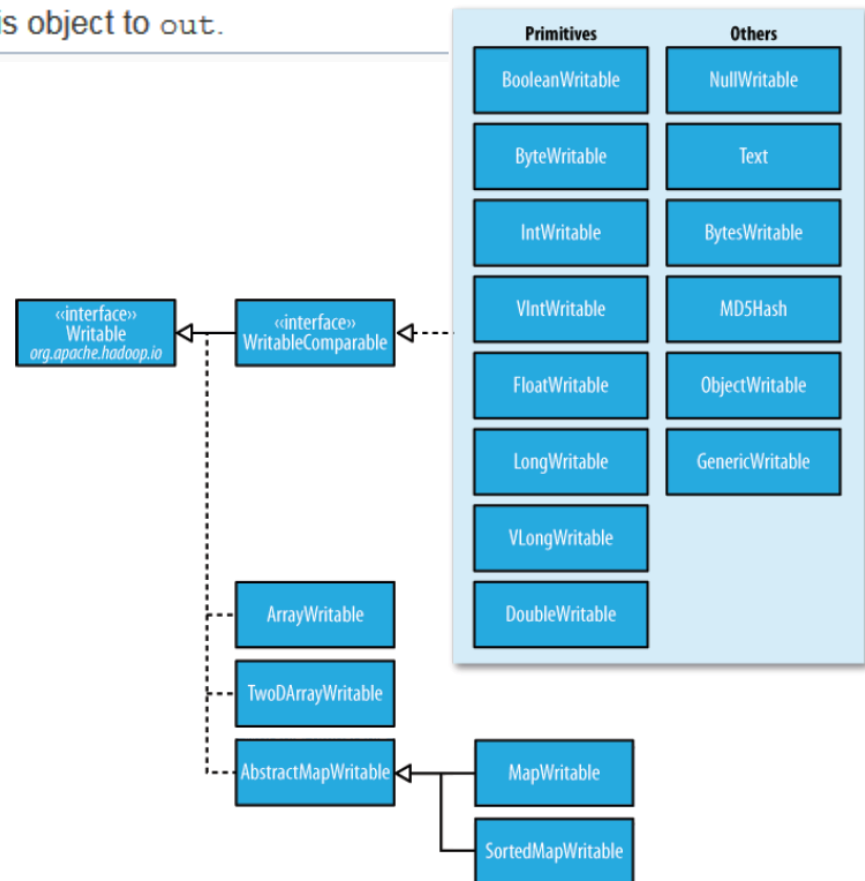 is object to out.
Primitives
Others
BooleanWritable
NullWritable
ByteWritable
Text
IntWritable
BytesWritable
VIntWritable
MD5Hash
FloatWritable
ObjectWritable
LongWritable
GenericWritable
VLongWritable
DoubleWritable
«interface»
Writable
org.apache.hadoop.io
«interface»
WritableComparable
ArrayWritable
TwoDArrayWritable
AbstractMapWritable
MapWritable
SortedMapWritable